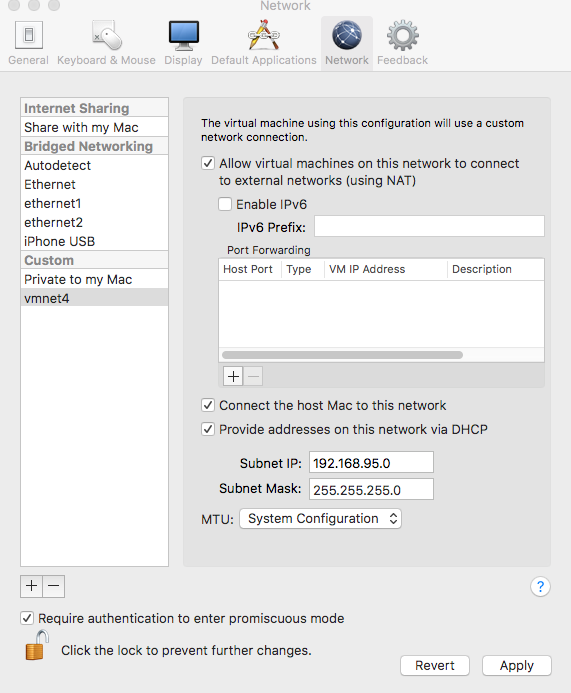 Network
General Keyboard & Mouse Display Default Applications Network Feedback
Internet Sharing
Share with my Mac
Bridged Networking
Autodetect
Ethernet
ethernet1
ethernet2
iPhone USB
Custom
Private to my Mac
vmnet4
The virtual machine using this configuration will use a custom
network connection.
Allow virtual machines on this network to connect
to external networks (using NAT)
Enable IPv6
IPv6 Prefix:
Port Forwarding
Host Port Type VM IP Address Description
+ −
Connect the host Mac to this network
Provide addresses on this network via DHCP
Subnet IP: 192.168.95.0
Subnet Mask: 255.255.255.0
MTU: System Configuration
+ − ?
Require authentication to enter promiscuous mode
Click the lock to prevent further changes.
Revert Apply